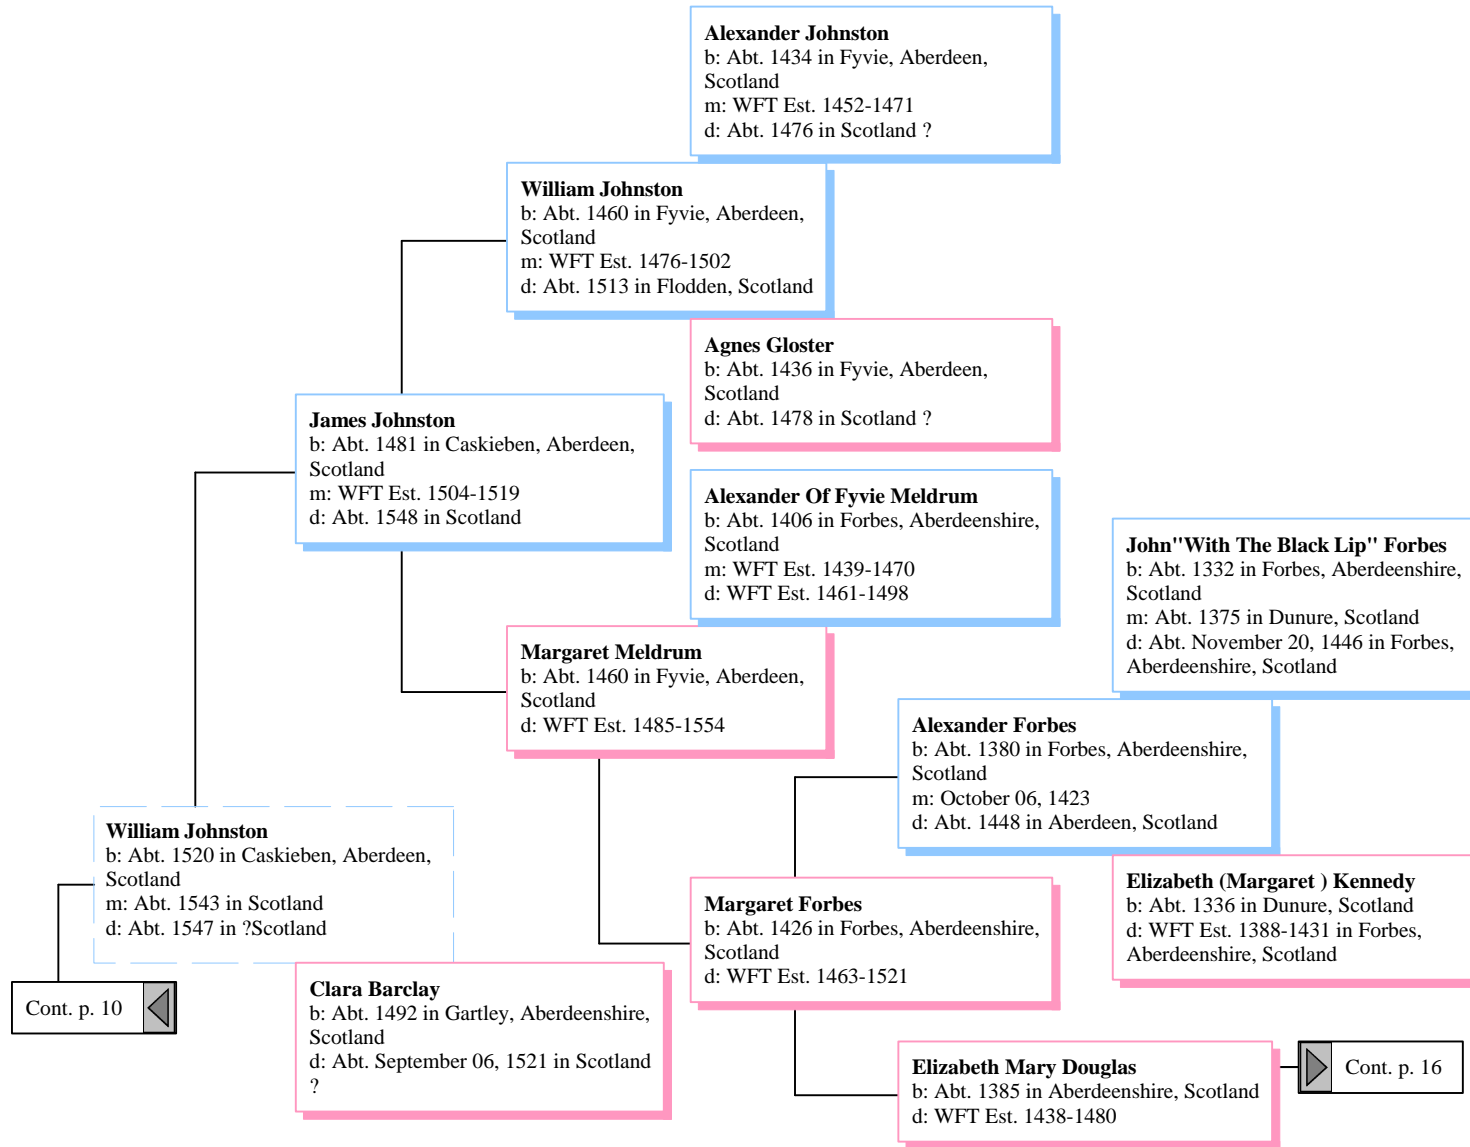 Alexander Johnston
b: Abt. 1434 in Fyvie, Aberdeen,
Scotland
m: WFT Est. 1452-1471
d: Abt. 1476 in Scotland ?
William Johnston
b: Abt. 1460 in Fyvie, Aberdeen,
Scotland
m: WFT Est. 1476-1502
d: Abt. 1513 in Flodden, Scotland
Agnes Gloster
b: Abt. 1436 in Fyvie, Aberdeen,
Scotland
d: Abt. 1478 in Scotland ?
James Johnston
b: Abt. 1481 in Caskieben, Aberdeen,
Scotland
m: WFT Est. 1504-1519
d: Abt. 1548 in Scotland
Alexander Of Fyvie Meldrum
b: Abt. 1406 in Forbes, Aberdeenshire,
Scotland
m: WFT Est. 1439-1470
d: WFT Est. 1461-1498
John"With The Black Lip" Forbes
b: Abt. 1332 in Forbes, Aberdeenshire,
Scotland
m: Abt. 1375 in Dunure, Scotland
d: Abt. November 20, 1446 in Forbes,
Aberdeenshire, Scotland
Margaret Meldrum
b: Abt. 1460 in Fyvie, Aberdeen,
Scotland
d: WFT Est. 1485-1554
Alexander Forbes
b: Abt. 1380 in Forbes, Aberdeenshire,
Scotland
m: October 06, 1423
d: Abt. 1448 in Aberdeen, Scotland
William Johnston
b: Abt. 1520 in Caskieben, Aberdeen,
Scotland
m: Abt. 1543 in Scotland
d: Abt. 1547 in ?Scotland
Elizabeth (Margaret ) Kennedy
b: Abt. 1336 in Dunure, Scotland
d: WFT Est. 1388-1431 in Forbes,
Aberdeenshire, Scotland
Margaret Forbes
b: Abt. 1426 in Forbes, Aberdeenshire,
Scotland
d: WFT Est. 1463-1521
Cont. p. 10
Clara Barclay
b: Abt. 1492 in Gartley, Aberdeenshire,
Scotland
d: Abt. September 06, 1521 in Scotland
?
Elizabeth Mary Douglas
b: Abt. 1385 in Aberdeenshire, Scotland
d: WFT Est. 1438-1480
Cont. p. 16